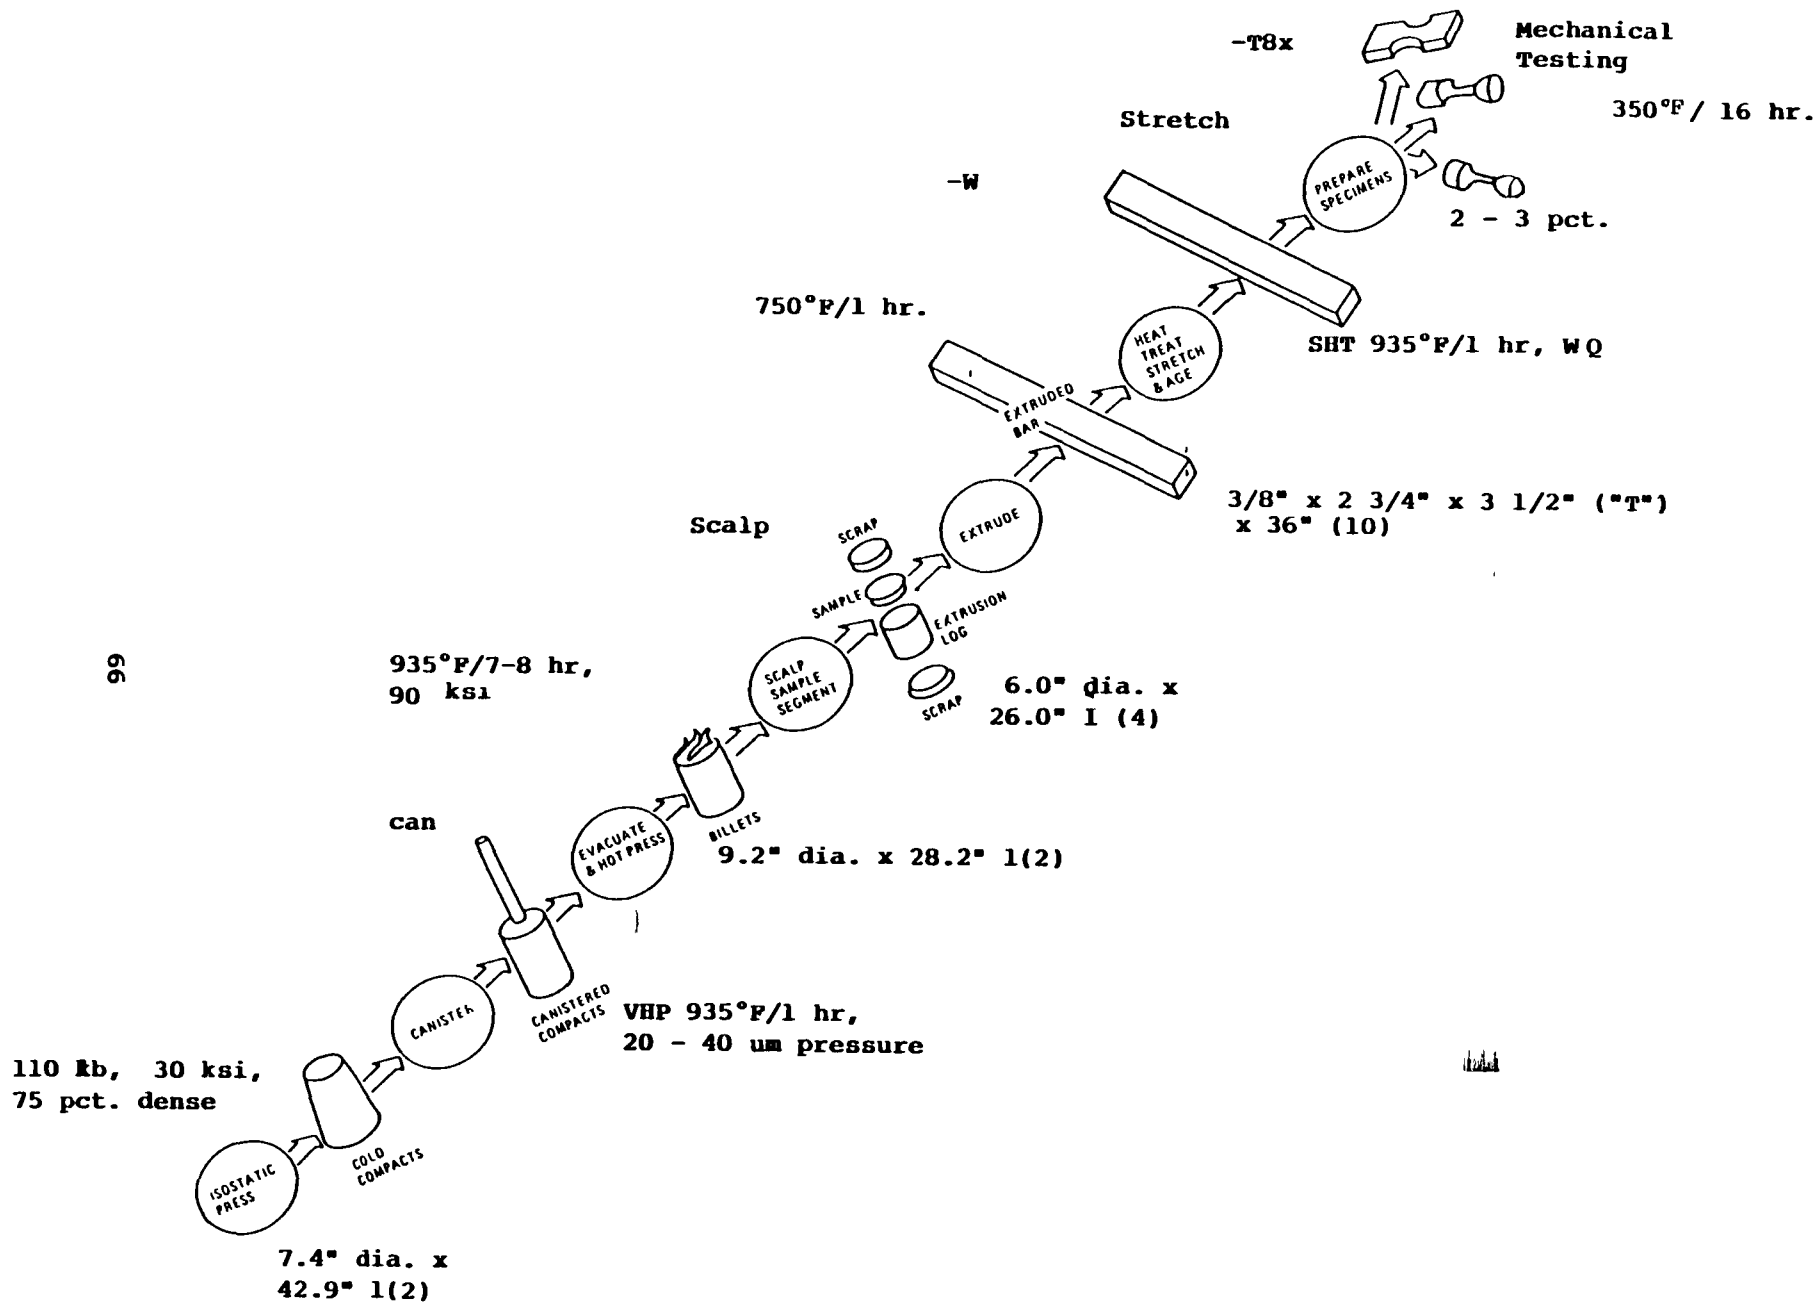 -T8x
Mechanical
Testing
350°F/ 16 hr.
Stretch
PREPARE
SPECIMENS
-W
2 - 3 pct.
750°F/1 hr.
HEAT
TREAT
STRETCH
& AGE
SHT 935°F/1 hr, WQ
EXTRUDED
BAR
3/8" x 2 3/4" x 3 1/2" ("T")
x 36" (10)
Scalp
SCRAP
EXTRUDE
SAMPLE
EXTRUSION
LOG
66
935°F/7-8 hr,
90 ksi
SCALP
SAMPLE
SEGMENT
SCRAP
6.0" dia. x
26.0" I (4)
can
EVACUATE
& HOT PRESS
BILLETS
9.2" dia. x 28.2" l(2)
CANISTER
CANISTERED
COMPACTS
VHP 935°F/1 hr,
20 - 40 um pressure
110 lb, 30 ksi,
75 pct. dense
COLD
COMPACTS
ISOSTATIC
PRESS
7.4" dia. x
42.9" l(2)